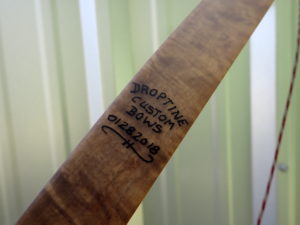 DROPTINE
CUSTOM
BOWS
01282018
H